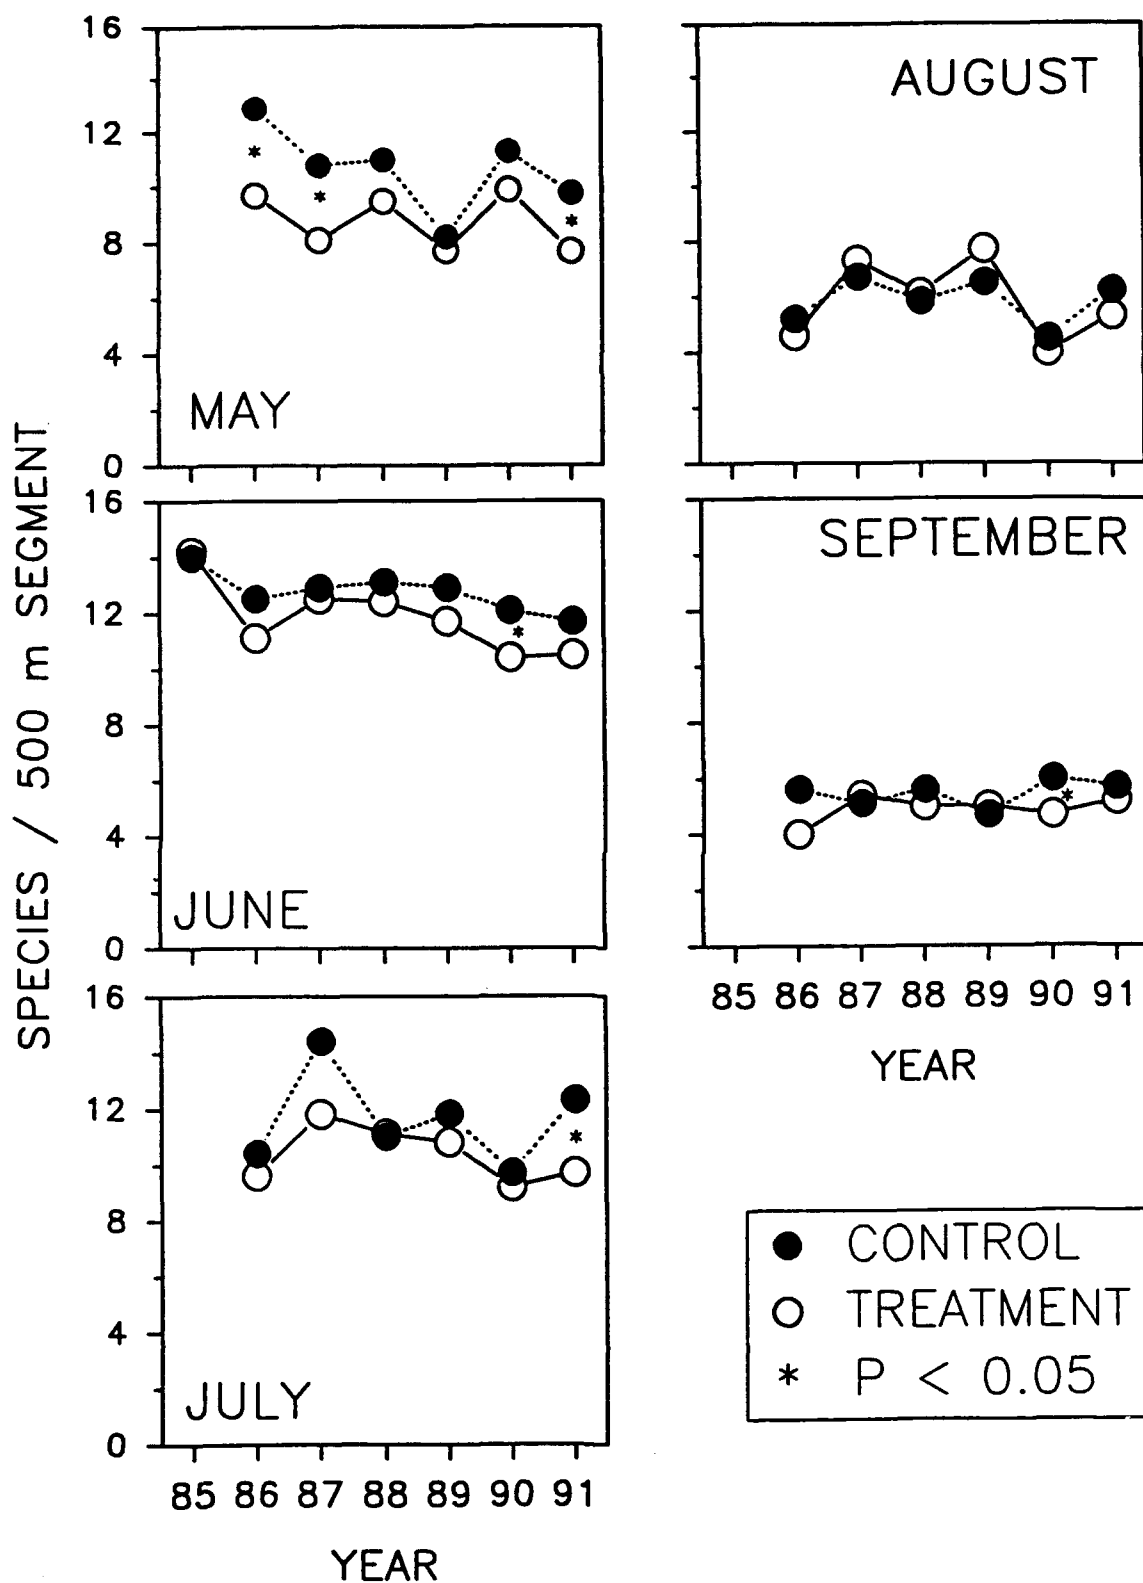 SPECIES / 500 m SEGMENT
16
12
8
4
0
*
*
*
MAY
AUGUST
16
12
8
4
0
*
JUNE
SEPTEMBER
*
85 86 87 88 89 90 91
YEAR
16
12
8
4
0
*
JULY
85 86 87 88 89 90 91
YEAR
CONTROL
TREATMENT
* P < 0.05